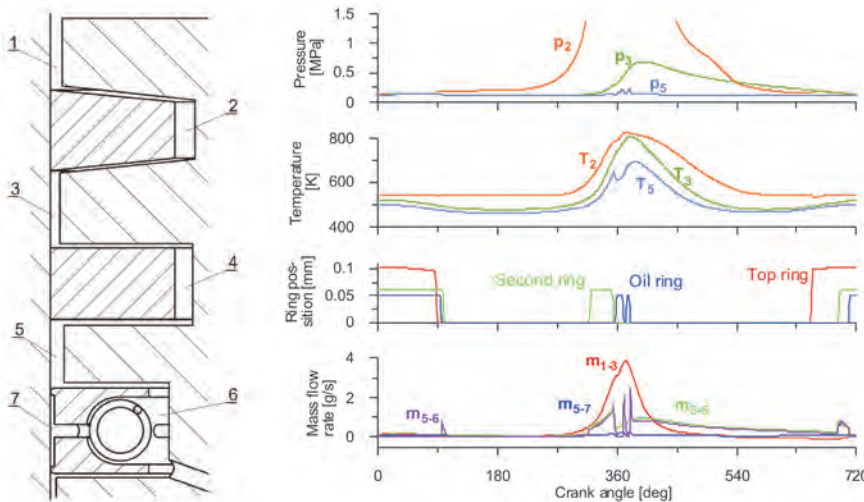 1
2
3
4
5
6
7
1.5
1.0
0.5
0
Pressure
[MPa]
p2
p3
p5
800
600
400
Temperature
[K]
T2
T3
T5
0.1
0.05
0
Ring pos-
sition [mm]
Second ring
Oil ring
Top ring
4
2
0
Mass flow
rate [g/s]
m1-3
m5-6
m5-7
m3-5
0 180 360 540 720
Crank angle [deg]